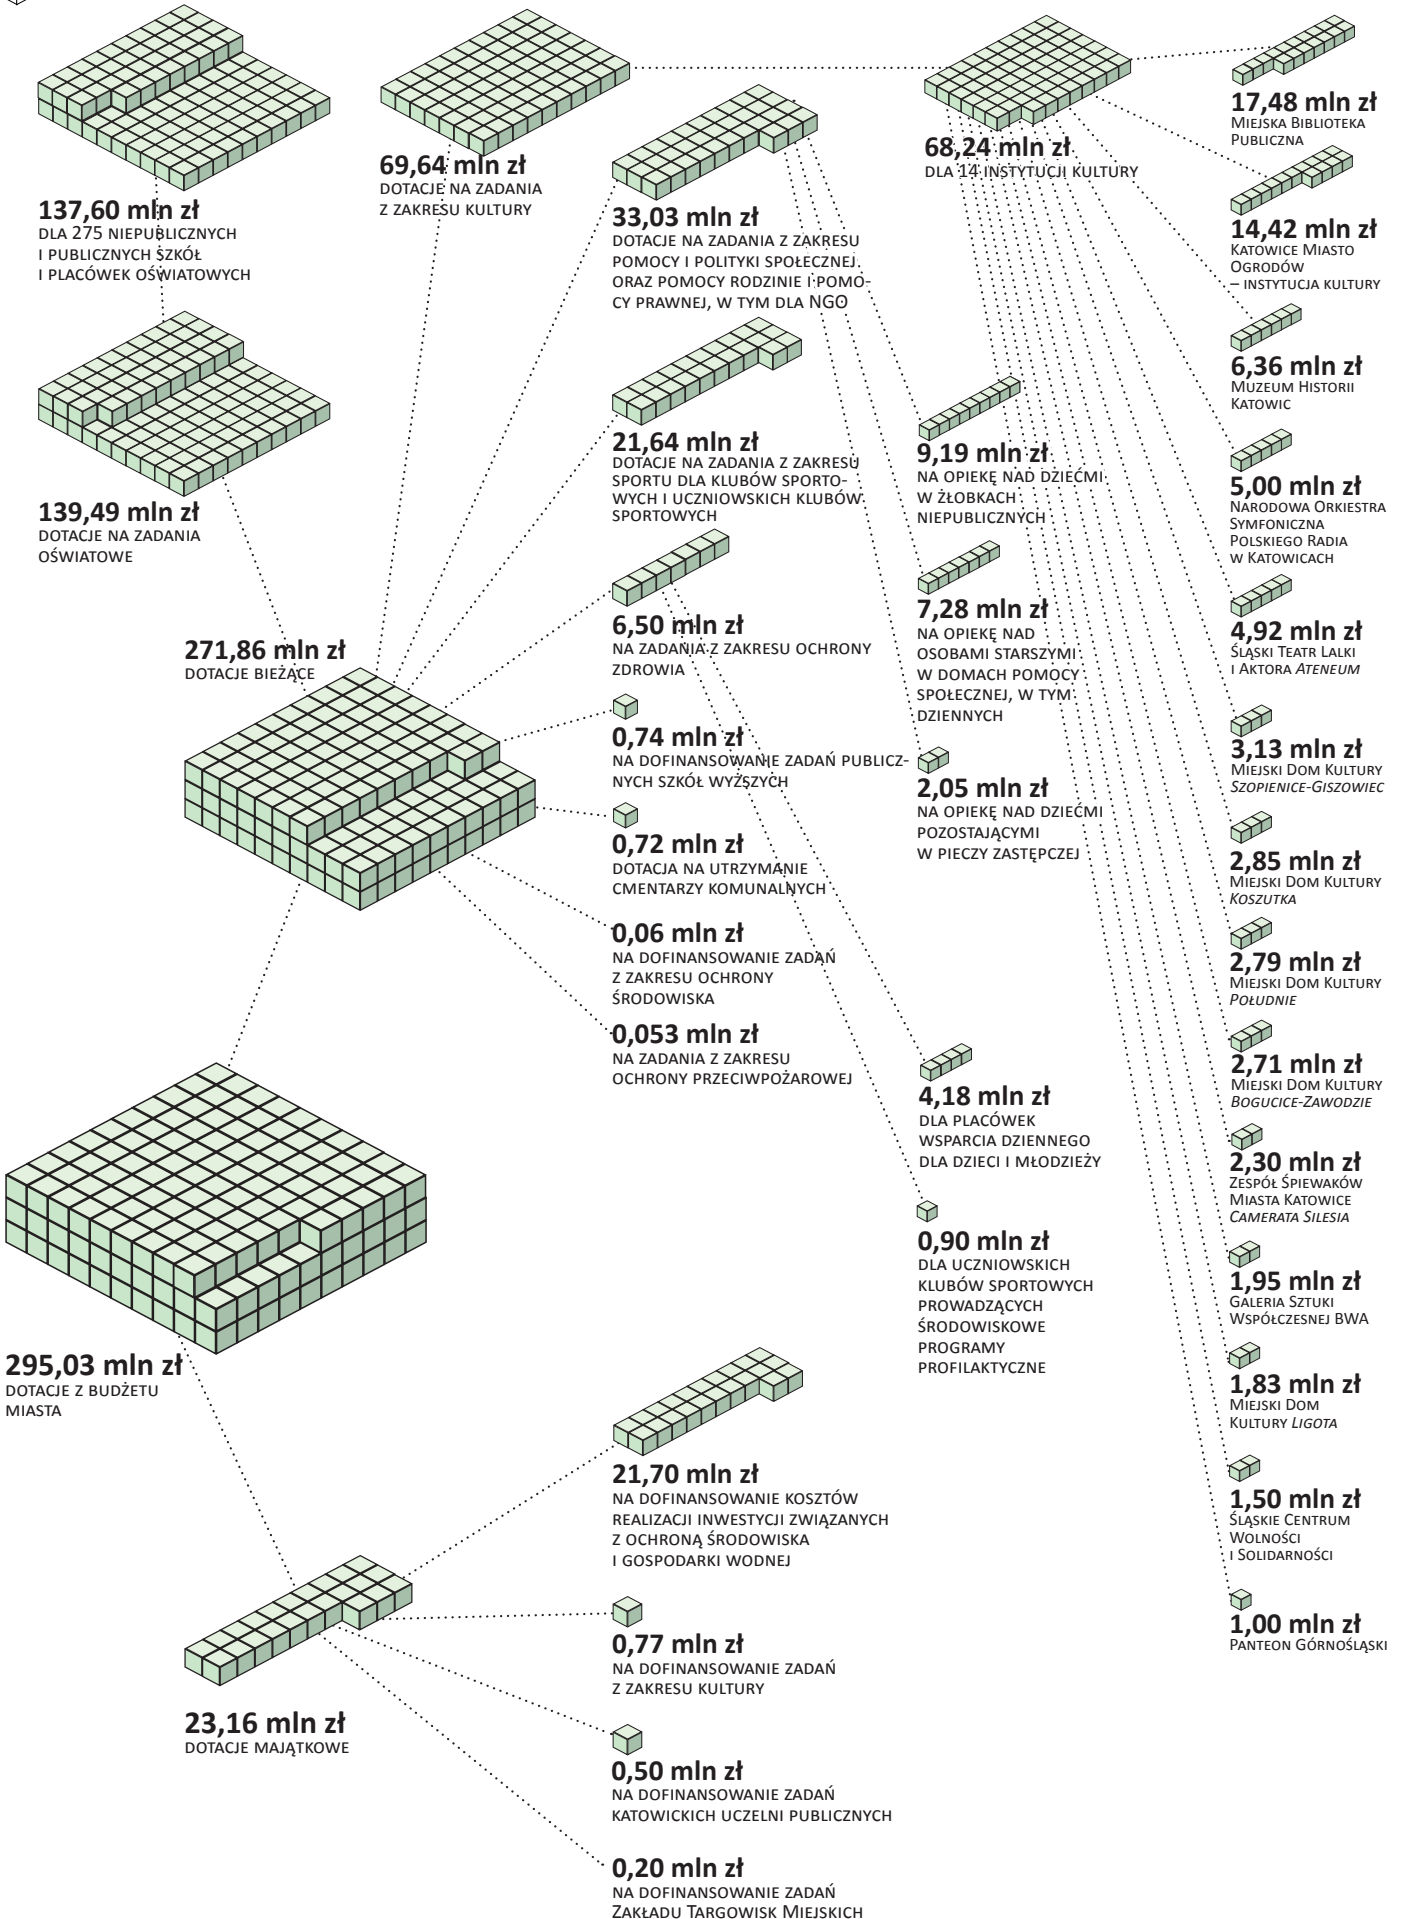 137,60 mln zł
DLA 275 NIEPUBLICZNYCH
I PUBLICZNYCH SZKÓŁ
I PLACÓWEK OŚWIATOWYCH
139,49 mln zł
DOTACJE NA ZADANIA
OŚWIATOWE
271,86 mln zł
DOTACJE BIEŻĄCE
295,03 mln zł
DOTACJE Z BUDŻETU
MIASTA
23,16 mln zł
DOTACJE MAJĄTKOWE
69,64 mln zł
DOTACJE NA ZADANIA
Z ZAKRESU KULTURY
33,03 mln zł
DOTACJE NA ZADANIA Z ZAKRESU
POMOCY I POLITYKI SPOŁECZNEJ
ORAZ POMOCY RODZINIE I POMO-
CY PRAWNEJ, W TYM DLA NGO
21,64 mln zł
DOTACJE NA ZADANIA Z ZAKRESU
SPORTU DLA KLUBÓW SPORTO-
WYCH I UCZNIOWSKICH KLUBÓW
SPORTOWYCH
6,50 mln zł
NA ZADANIA Z ZAKRESU OCHRONY
ZDROWIA
0,74 mln zł
NA DOFINANSOWANIE ZADAŃ PUBLICZ-
NYCH SZKÓŁ WYŻSZYCH
0,72 mln zł
DOTACJA NA UTRZYMANIE
CMENTARZY KOMUNALNYCH
0,06 mln zł
NA DOFINANSOWANIE ZADAŃ
Z ZAKRESU OCHRONY
ŚRODOWISKA
0,053 mln zł
NA ZADANIA Z ZAKRESU
OCHRONY PRZECIWPOŻAROWEJ
21,70 mln zł
NA DOFINANSOWANIE KOSZTÓW
REALIZACJI INWESTYCJI ZWIĄZANYCH
Z OCHRONĄ ŚRODOWISKA
I GOSPODARKI WODNEJ
0,77 mln zł
NA DOFINANSOWANIE ZADAŃ
Z ZAKRESU KULTURY
0,50 mln zł
NA DOFINANSOWANIE ZADAŃ
KATOWICKICH UCZELNI PUBLICZNYCH
0,20 mln zł
NA DOFINANSOWANIE ZADAŃ
ZAKŁADU TARGOWISK MIEJSKICH
68,24 mln zł
DLA 14 INSTYTUCJI KULTURY
9,19 mln zł
NA OPIEKĘ NAD DZIEĆMI
W ŻŁOBKACH
NIEPUBLICZNYCH
7,28 mln zł
NA OPIEKĘ NAD
OSOBAMI STARSZYMI
W DOMACH POMOCY
SPOŁECZNEJ, W TYM
DZIENNYCH
2,05 mln zł
NA OPIEKĘ NAD DZIEĆMI
POZOSTAJĄCYMI
W PIECZY ZASTĘPCZEJ
4,18 mln zł
DLA PLACÓWEK
WSPARCIA DZIENNEGO
DLA DZIECI I MŁODZIEŻY
0,90 mln zł
DLA UCZNIOWSKICH
KLUBÓW SPORTOWYCH
PROWADZĄCYCH
ŚRODOWISKOWE
PROGRAMY
PROFILAKTYCZNE
17,48 mln zł
MIEJSKA BIBLIOTEKA
PUBLICZNA
14,42 mln zł
KATOWICE MIASTO
OGRODÓW
– INSTYTUCJA KULTURY
6,36 mln zł
MUZEUM HISTORII
KATOWIC
5,00 mln zł
NARODOWA ORKIESTRA
SYMFONICZNA
POLSKIEGO RADIA
W KATOWICACH
4,92 mln zł
ŚLĄSKI TEATR LALKI
I AKTORA ATENEUM
3,13 mln zł
MIEJSKI DOM KULTURY
SZOPIENICE-GISZOWIEC
2,85 mln zł
MIEJSKI DOM KULTURY
KOSZUTKA
2,79 mln zł
MIEJSKI DOM KULTURY
POŁUDNIE
2,71 mln zł
MIEJSKI DOM KULTURY
BOGUCICE-ZAWODZIE
2,30 mln zł
ZESPÓŁ ŚPIEWAKÓW
MIASTA KATOWICE
CAMERATA SILESIA
1,95 mln zł
GALERIA SZTUKI
WSPÓŁCZESNEJ BWA
1,83 mln zł
MIEJSKI DOM
KULTURY LIGOTA
1,50 mln zł
ŚLĄSKIE CENTRUM
WOLNOŚCI
I SOLIDARNOŚCI
1,00 mln zł
PANTEON GÓRNOŚLĄSKI